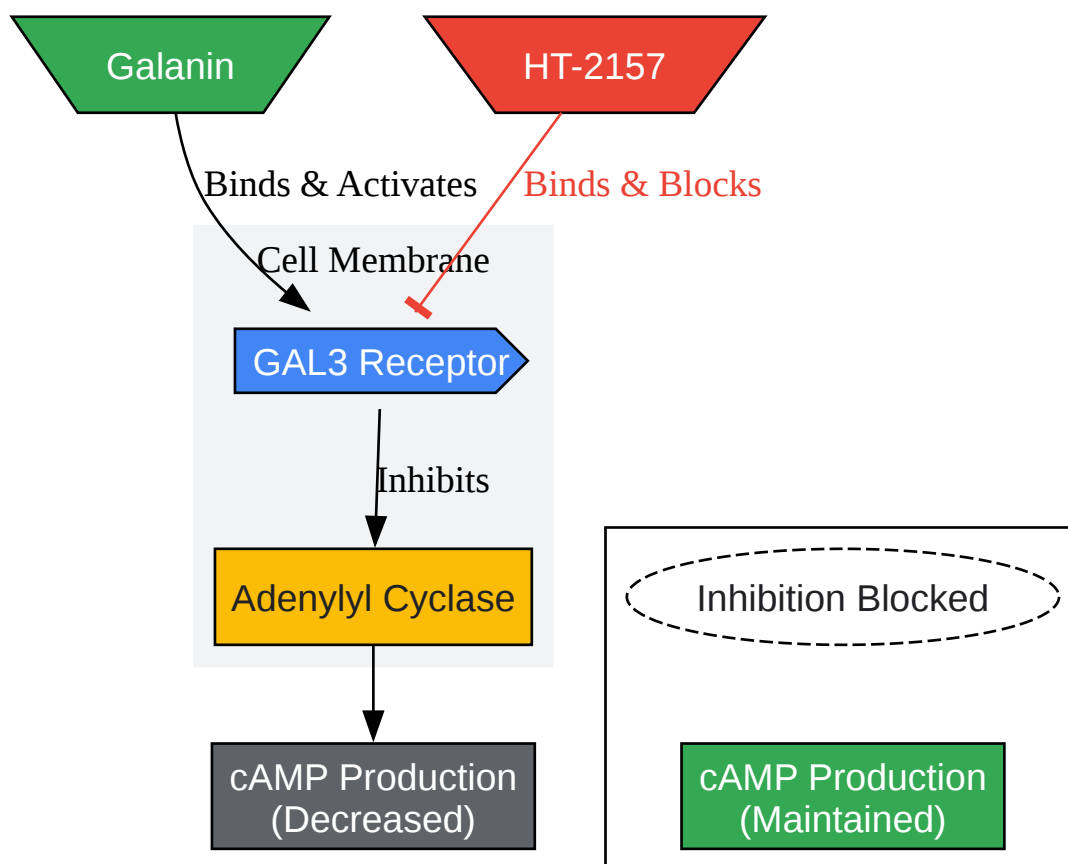 Galanin
HT-2157
Binds & Activates
Binds & Blocks
Cell Membrane
GAL3 Receptor
Inhibits
Adenylyl Cyclase
Inhibition Blocked
cAMP Production
(Decreased)
cAMP Production
(Maintained)